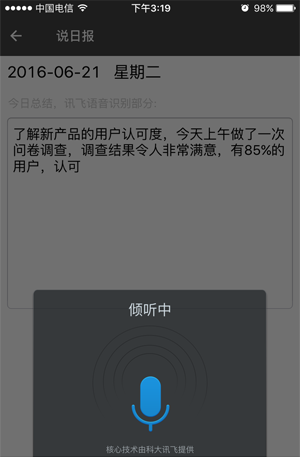 中国电信 下午3:19 98%
说日报
2016-06-21 星期二
今日总结，讯飞语音识别部分:
了解新产品的用户认可度，今天上午做了一次
问卷调查，调查结果令人非常满意，有85%的
用户，认可
倾听中
核心技术由科大讯飞提供